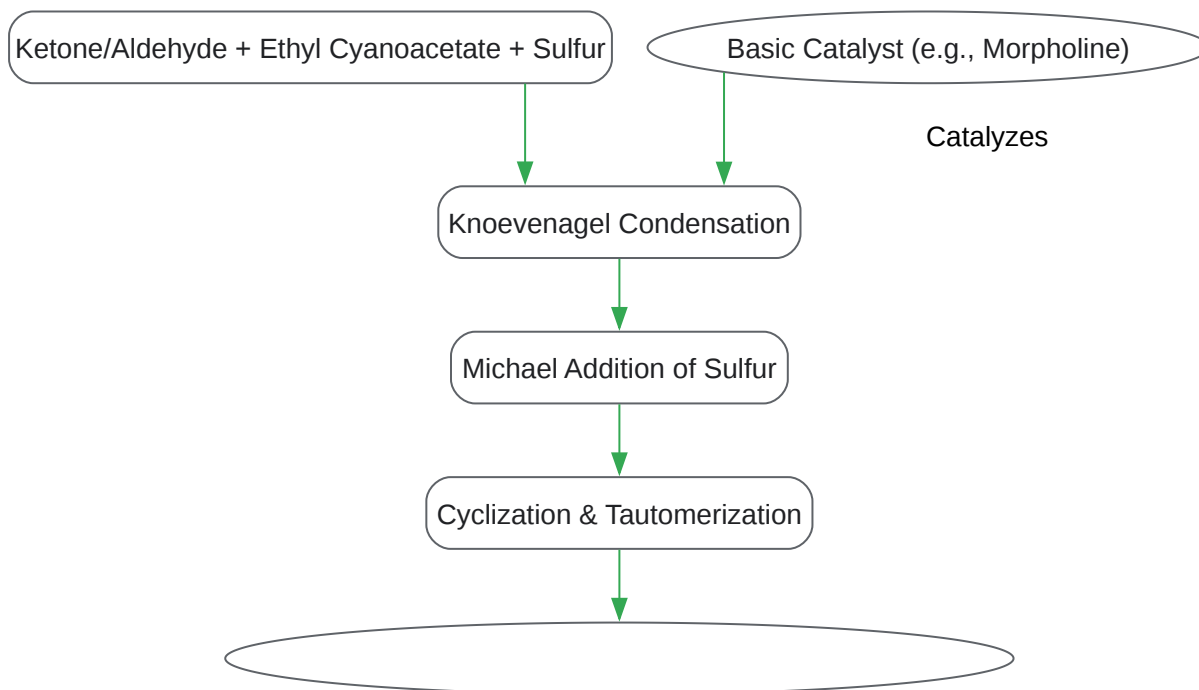 Ketone/Aldehyde + Ethyl Cyanoacetate + Sulfur
Basic Catalyst (e.g., Morpholine)
Catalyzes
Knoevenagel Condensation
Michael Addition of Sulfur
Cyclization & Tautomerization